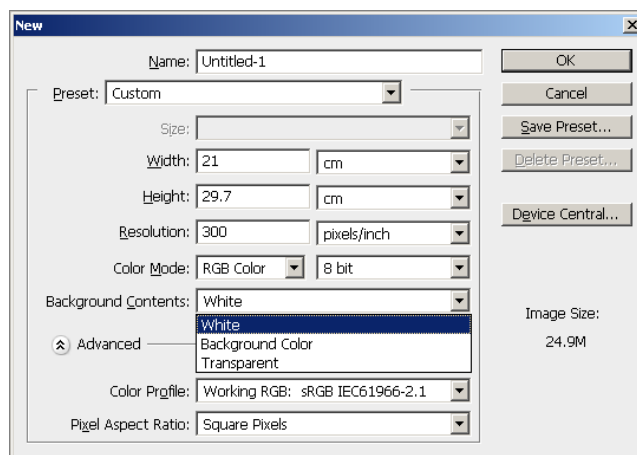 New
Name: Untitled-1 OK
Preset: Custom Cancel
Size: Save Preset...
Width: 21 cm Delete Preset...
Height: 29.7 cm
Device Central...
Resolution: 300 pixels/inch
Color Mode: RGB Color 8 bit
Background Contents: White
Image Size:
White
Background Color
Advanced 24.9M
Transparent
Color Profile: Working RGB: sRGB IEC61966-2.1
Pixel Aspect Ratio: Square Pixels